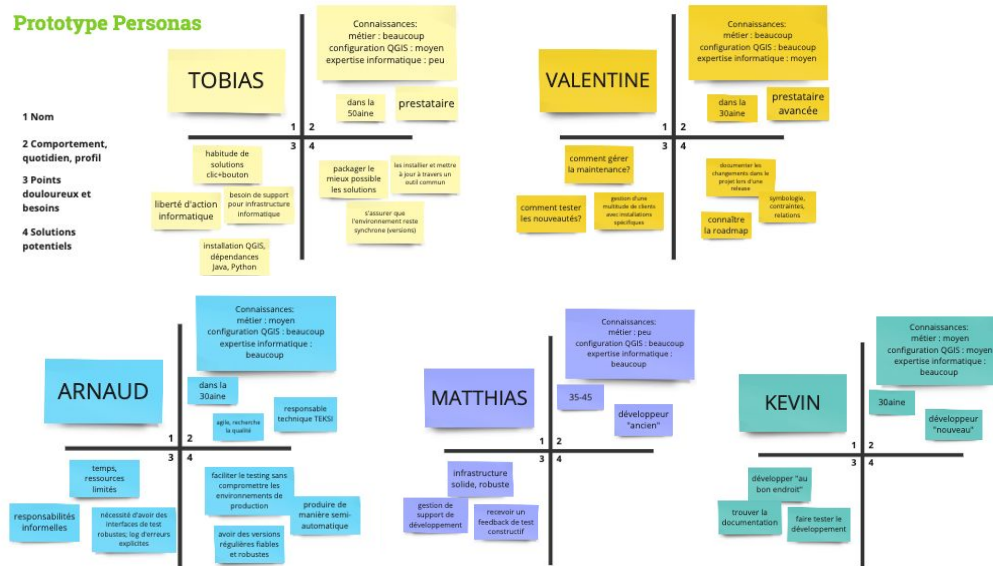 Prototype Personas
1 Nom
2 Comportement,
quotidien, profil
3 Points
douloureux et
besoins
4 Solutions
potentiels
TOBIAS
Connaissances:
métier : beaucoup
configuration QGIS : moyen
expertise informatique : peu
dans la
50aine
prestataire
1
2
3
4
habitude de
solutions
clic+bouton
liberté d'action
informatique
besoin de support
pour infrastructure
informatique
installation QGIS,
dépendances
Java, Python
packager le
mieux possible
les solutions
les installer et mettre
à jour à travers un
outil commun
s'assurer que
l'environnement reste
synchrone (versions)
VALENTINE
Connaissances:
métier : beaucoup
configuration QGIS : beaucoup
expertise informatique : moyen
dans la
30aine
prestataire
avancée
1
2
3
4
comment gérer
la maintenance?
comment tester
les nouveautés?
gestion d'une
multitude de clients
avec installations
spécifiques
documenter les
changements dans le
projet lors d'une
release
symbologie,
contraintes,
relations
connaître
la roadmap
ARNAUD
Connaissances:
métier : moyen
configuration QGIS : beaucoup
expertise informatique :
beaucoup
dans la
30aine
agile, recherche
la qualité
responsable
technique TEKSI
1
2
3
4
temps,
ressources
limités
responsabilités
informelles
nécessité d'avoir des
interfaces de test
robustes; log d'erreurs
explicites
faciliter le testing sans
compromettre les
environnements de
production
produire de
manière semi-
automatique
avoir des versions
régulières fiables
et robustes
MATTHIAS
Connaissances:
métier : peu
configuration QGIS : beaucoup
expertise informatique :
beaucoup
35-45
développeur
"ancien"
1
2
3
4
infrastructure
solide, robuste
gestion de
support de
développement
recevoir un
feedback de test
constructif
KEVIN
Connaissances:
métier : moyen
configuration QGIS : moyen
expertise informatique :
beaucoup
30aine
développeur
"nouveau"
1
2
3
4
développer "au
bon endroit"
trouver la
documentation
faire tester le
développement